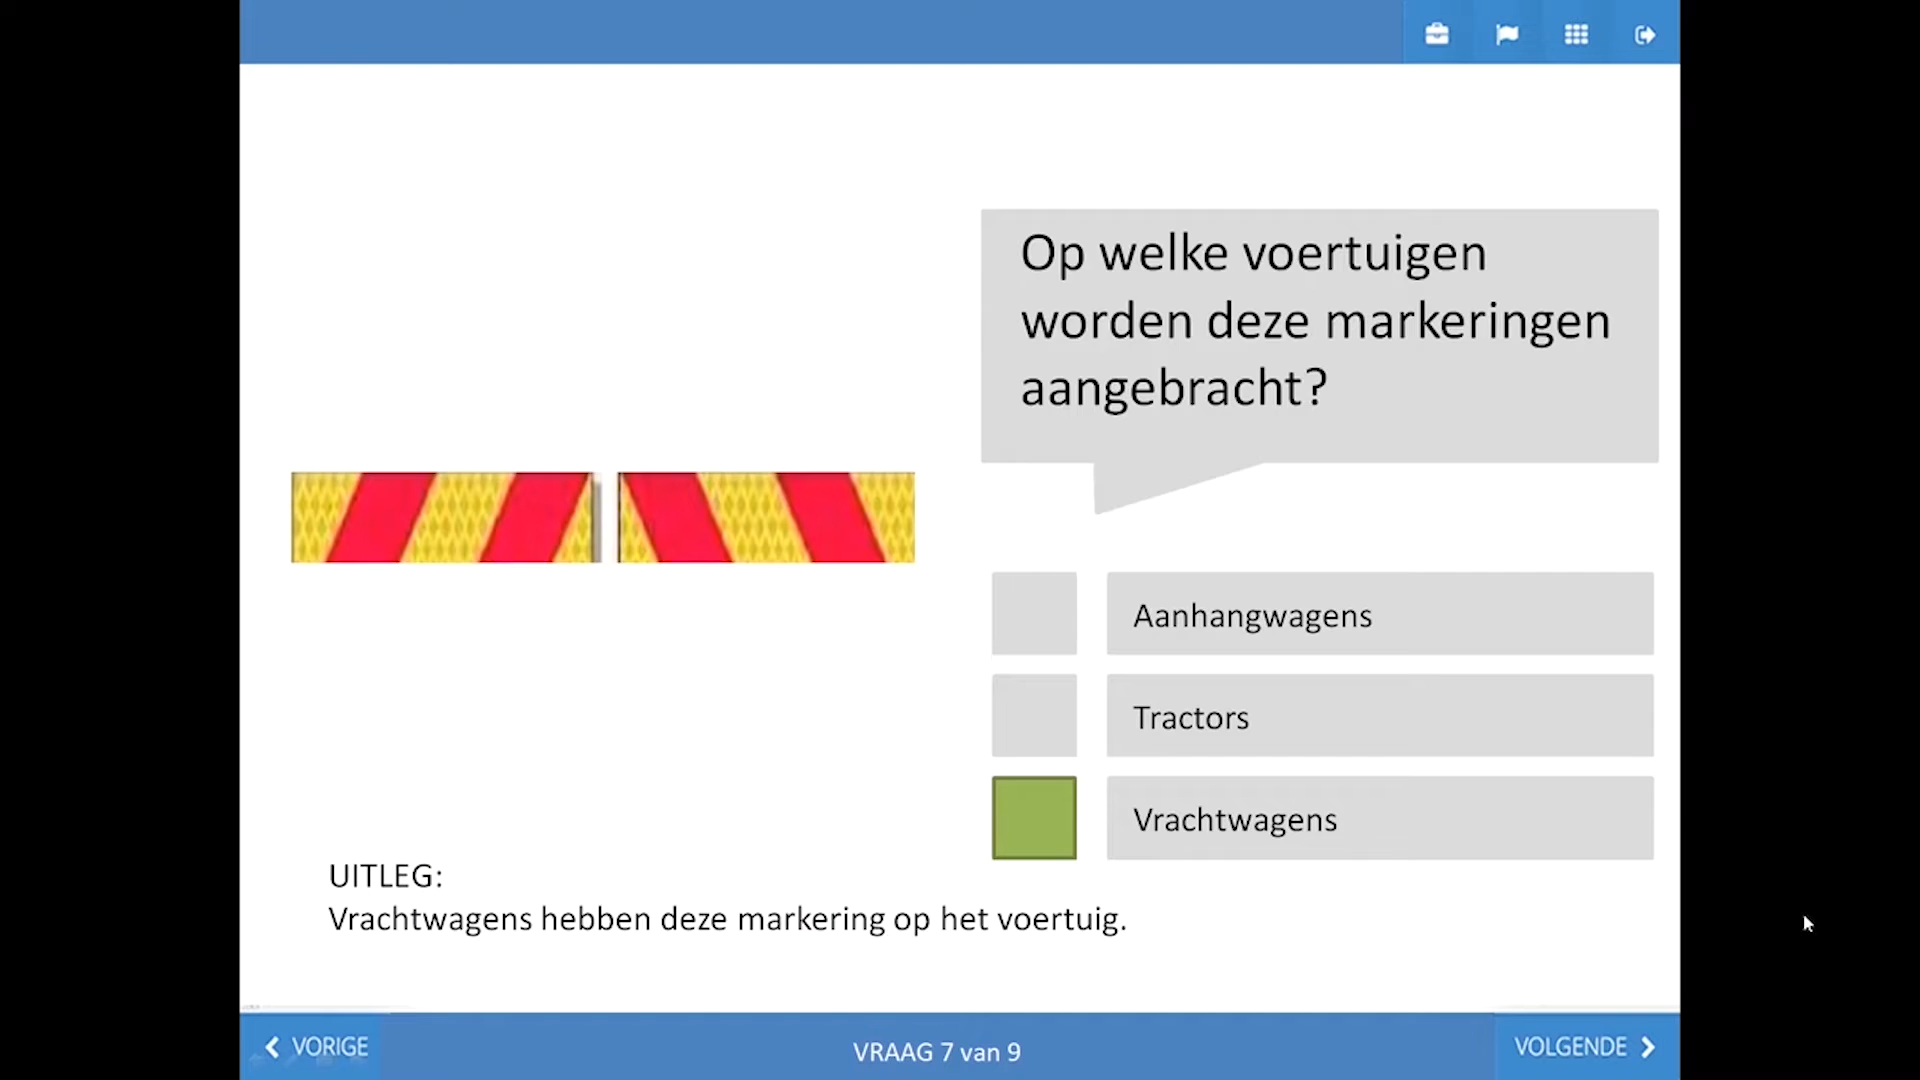 Op welke voertuigen
worden deze markeringen
aangebracht?
Aanhangwagens
Tractors
Vrachtwagens
UITLEG:
Vrachtwagens hebben deze markering op het voertuig.
VORIGE
VRAAG 7 van 9
VOLGENDE